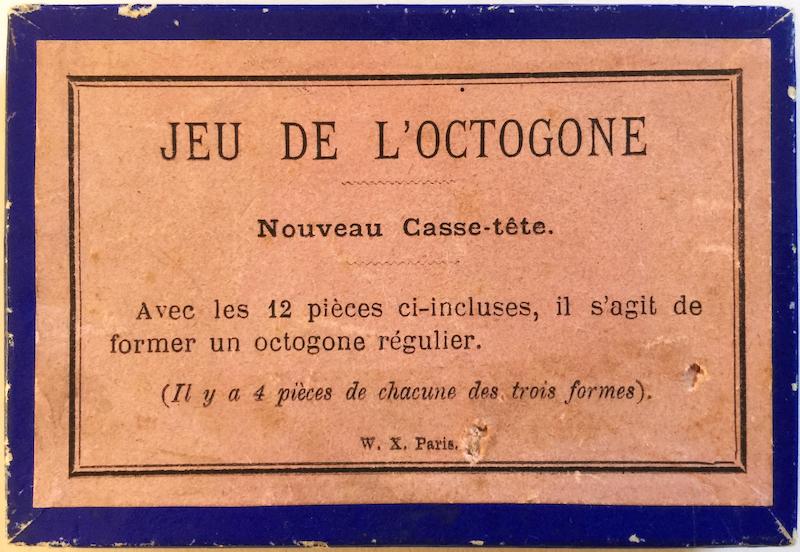 JEU DE L'OCTOGONE
Nouveau Casse-tête.
Avec les 12 pièces ci-incluses, il s'agit de
former un octogone régulier.
(Il y a 4 pièces de chacune des trois formes).
W. X. Paris.